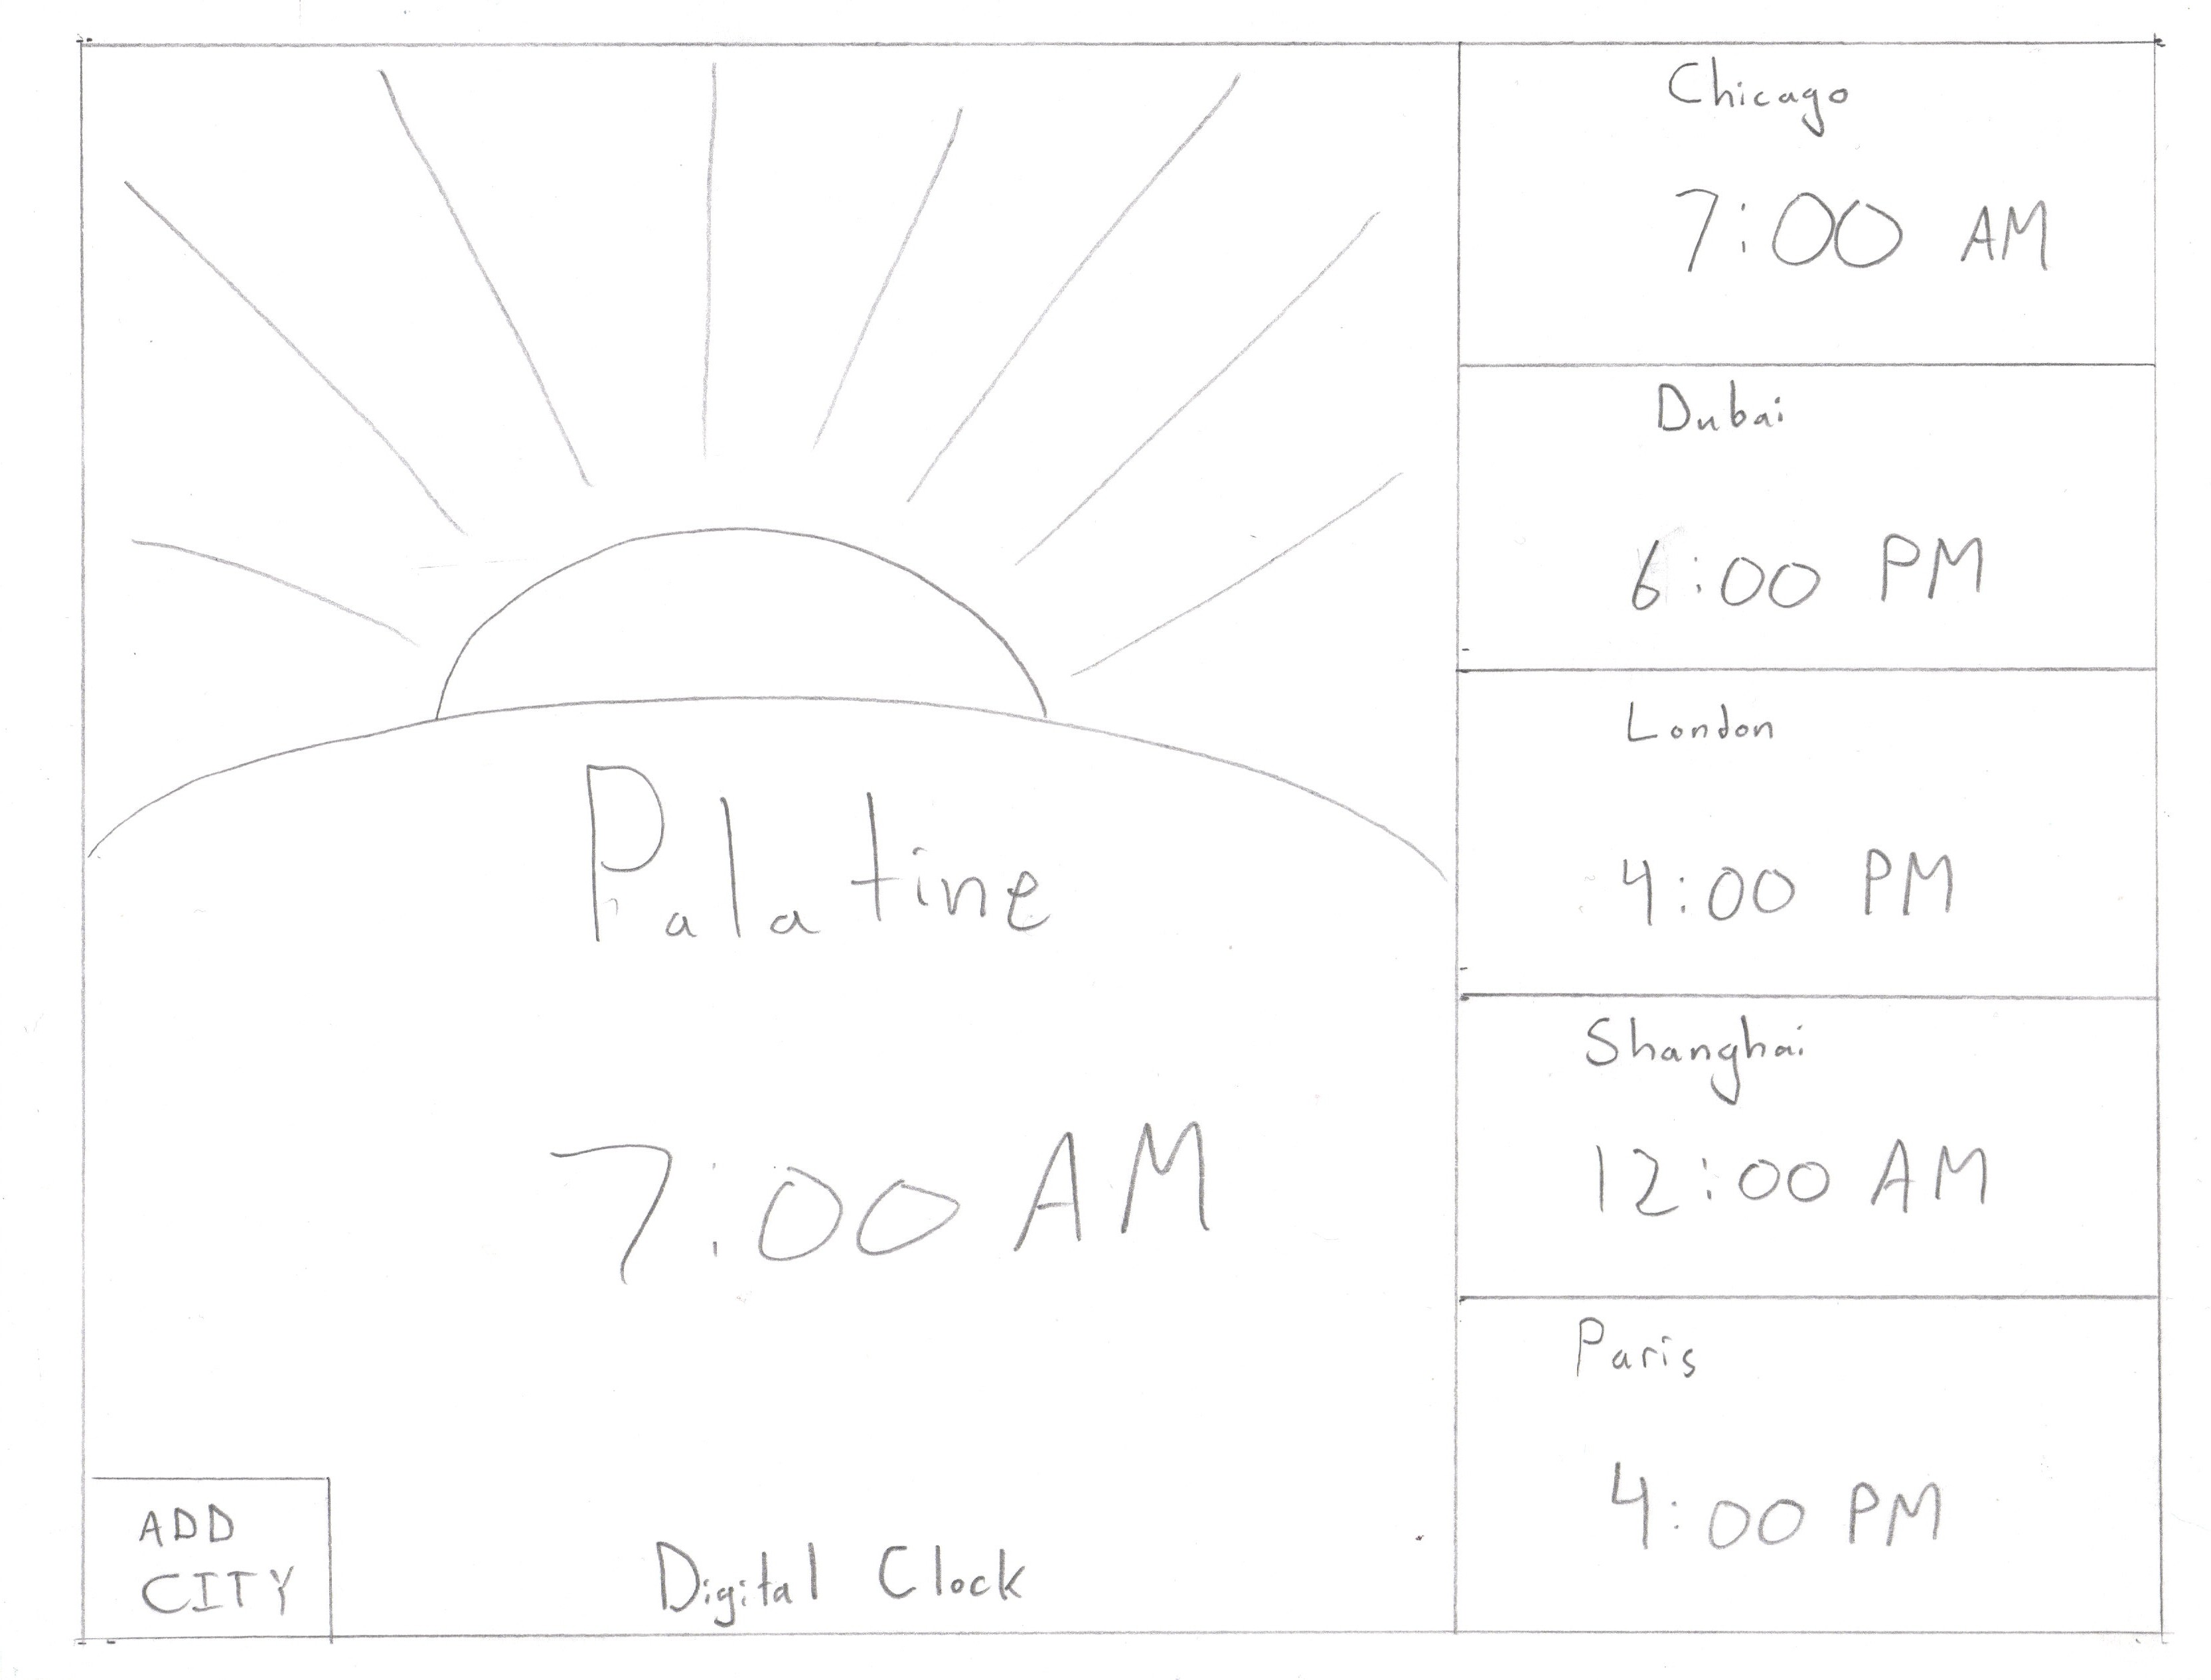 Palatine
7:00 AM
ADD
CITY
Digital Clock
Chicago
7:00 AM
Dubai
6:00 PM
London
4:00 PM
Shanghai
12:00 AM
Paris
4:00 PM